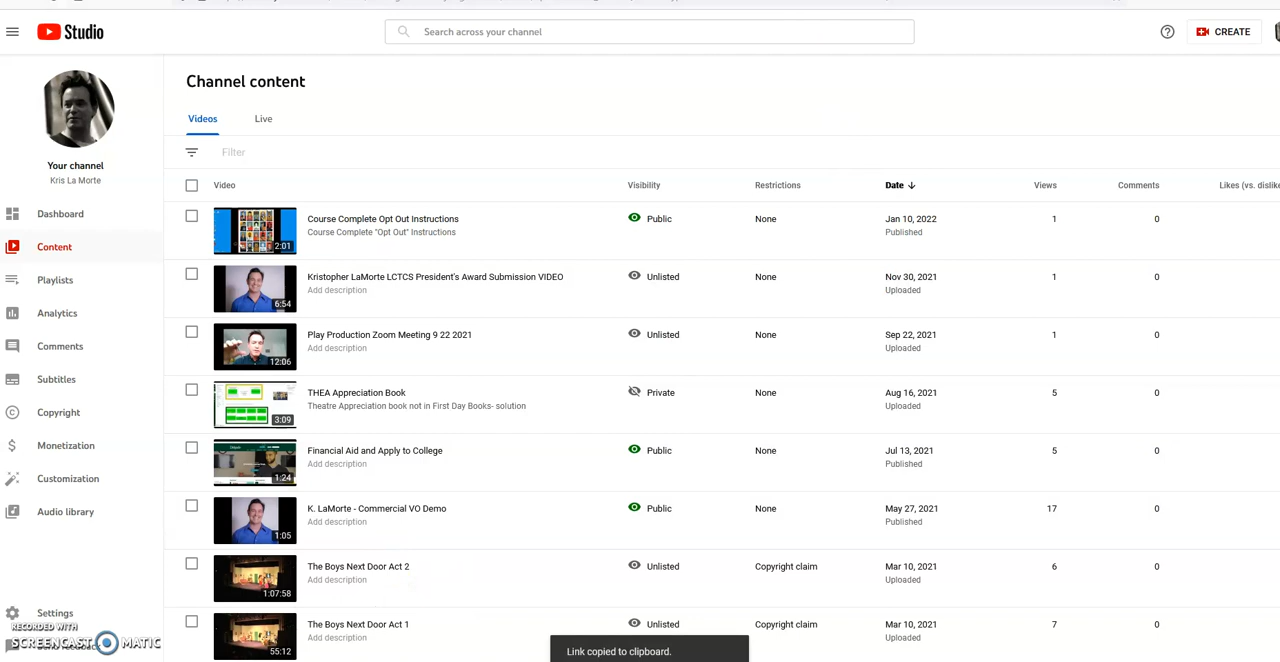 Studio
Search across your channel
CREATE
Channel content
Videos Live
Your channel
Kris La Morte
Filter
Video Visibility Restrictions Date Views Comments Likes (vs. dislike
Dashboard
Content
Playlists
Analytics
Comments
Subtitles
Copyright
Monetization
Customization
Audio library
Settings
RECORDED WITH
SCREENCAST MATIC
2:01 Course Complete Opt Out Instructions Public None Jan 10, 2022 1 0
Course Complete "Opt Out" Instructions Published
6:54 Kristopher LaMorte LCTCS President's Award Submission VIDEO Unlisted None Nov 30, 2021 1 0
Add description Uploaded
12:06 Play Production Zoom Meeting 9 22 2021 Unlisted None Sep 22, 2021 1 0
Add description Uploaded
3:09 THEA Appreciation Book Private None Aug 16, 2021 5 0
Theatre Appreciation book not in First Day Books- solution Uploaded
1:24 Financial Aid and Apply to College Public None Jul 13, 2021 5 0
Add description Published
1:05 K. LaMorte - Commercial VO Demo Public None May 27, 2021 17 0
Add description Published
1:07:58 The Boys Next Door Act 2 Unlisted Copyright claim Mar 10, 2021 6 0
Add description Uploaded
55:12 The Boys Next Door Act 1 Unlisted Copyright claim Mar 10, 2021 7 0
Add description Uploaded
Link copied to clipboard.